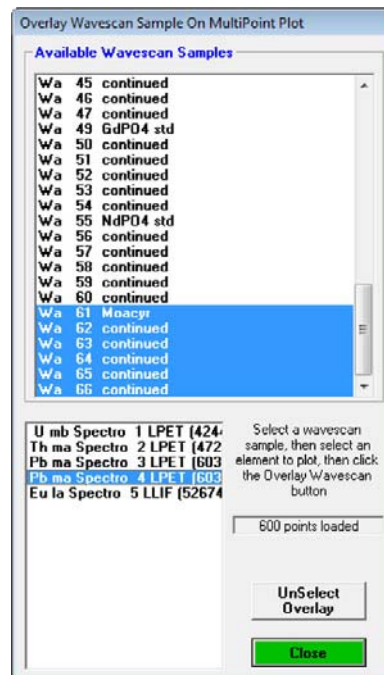 Overlay Wavescan Sample On MultiPoint Plot
Available Wavescan Samples
Wa 45 continued
Wa 46 continued
Wa 47 continued
Wa 49 GdPO4 std
Wa 50 continued
Wa 51 continued
Wa 52 continued
Wa 53 continued
Wa 54 continued
Wa 55 NdPO4 std
Wa 56 continued
Wa 57 continued
Wa 58 continued
Wa 59 continued
Wa 60 continued
Wa 61 Moacyr
Wa 62 continued
Wa 63 continued
Wa 64 continued
Wa 65 continued
Wa 66 continued
U mb Spectro 1 LPET (424
Th ma Spectro 2 LPET (472
Pb ma Spectro 3 LPET (603
Pb ma Spectro 4 LPET (603
Eu la Spectro 5 LLIF (52674
Select a wavescan
sample, then select an
element to plot, then click
the Overlay Wavescan
button
600 points loaded
UnSelect
Overlay
Close